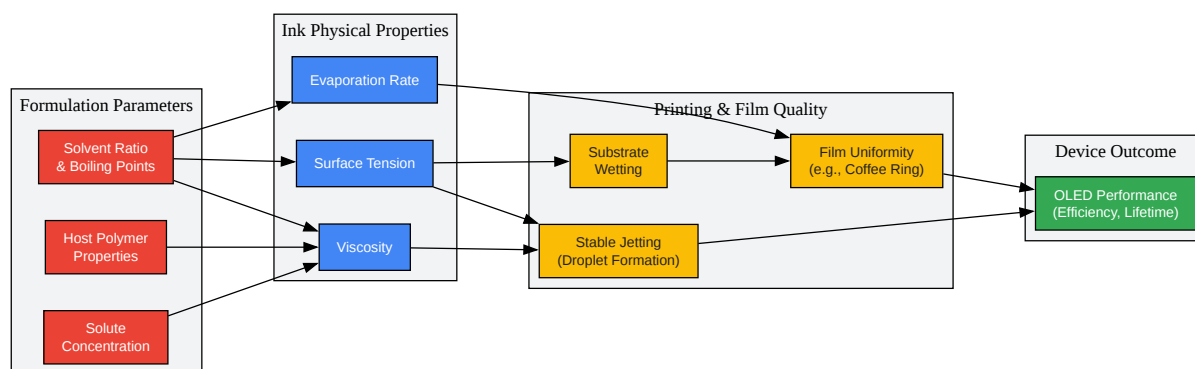 Formulation Parameters
Solvent Ratio
& Boiling Points
Host Polymer
Properties
Solute
Concentration
Ink Physical Properties
Evaporation Rate
Surface Tension
Viscosity
Printing & Film Quality
Substrate
Wetting
Film Uniformity
(e.g., Coffee Ring)
Stable Jetting
(Droplet Formation)
Device Outcome
OLED Performance
(Efficiency, Lifetime)